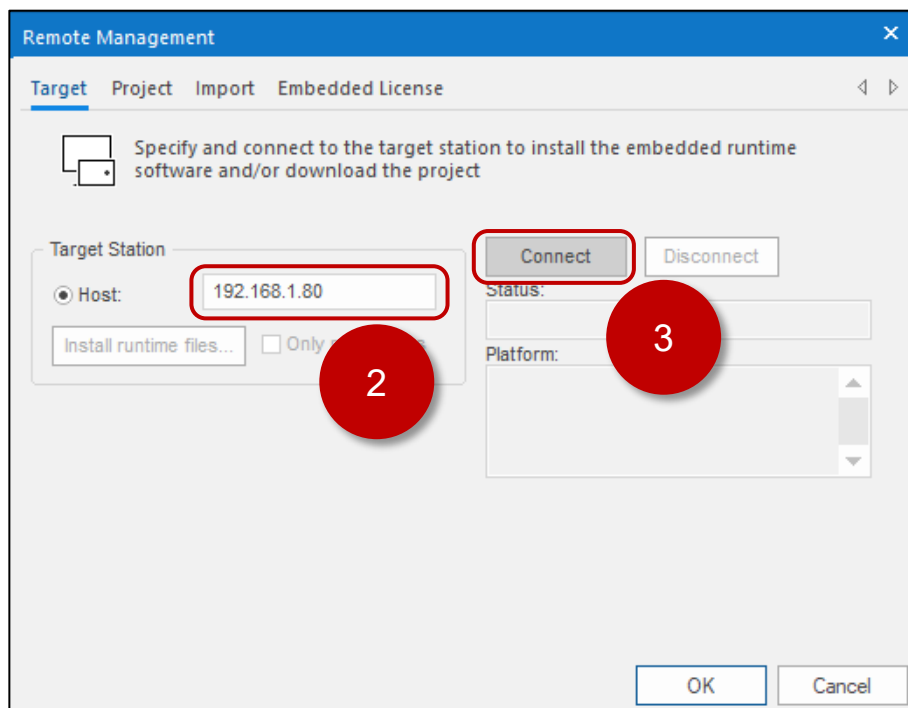 Remote Management
Target Project Import Embedded License
Specify and connect to the target station to install the embedded runtime
software and/or download the project
Target Station
Connect Disconnect
Host: 192.168.1.80
Status:
Install runtime files... Only
3
Platform:
2
OK Cancel